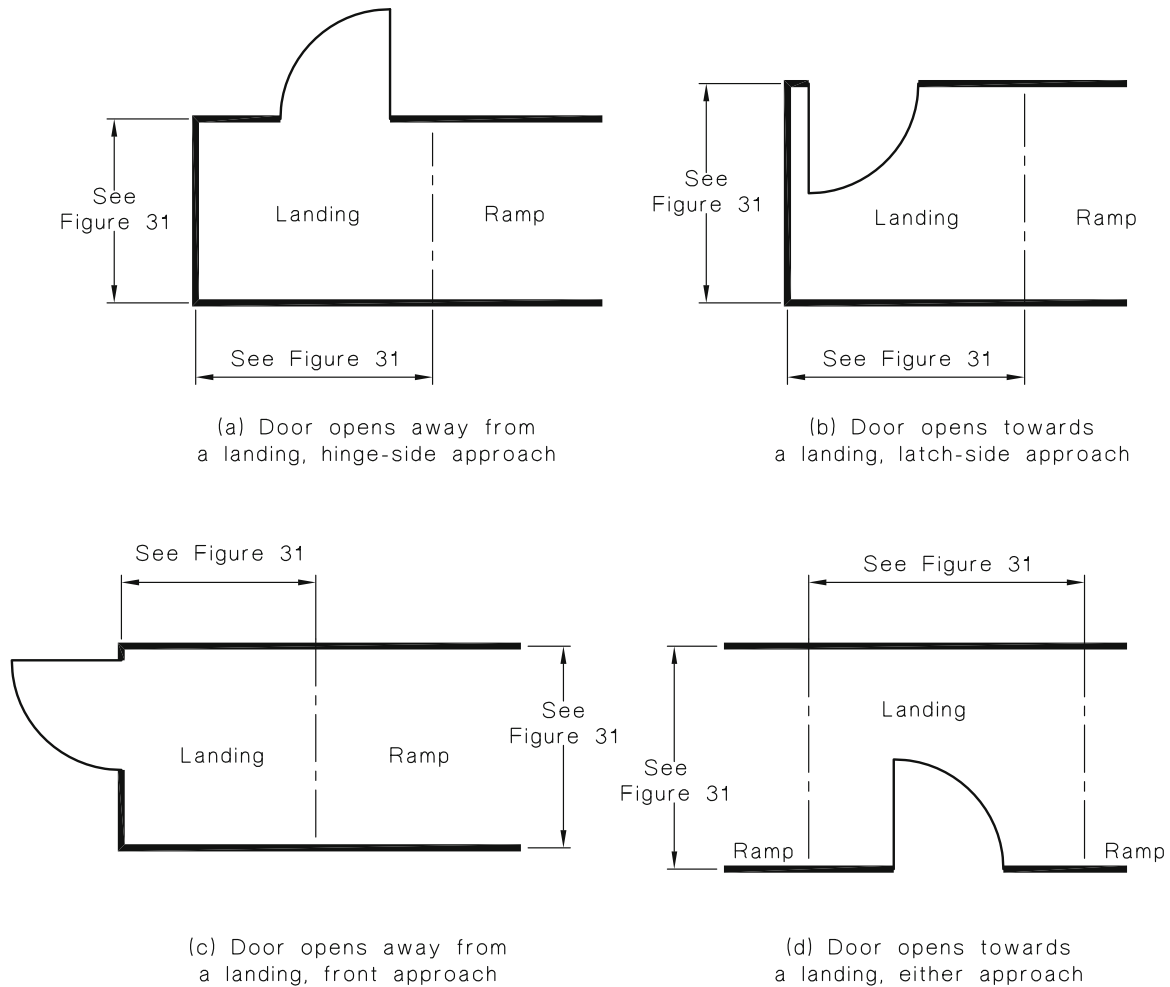 See
Figure 31
Landing
Ramp
See Figure 31
(a) Door opens away from
a landing, hinge-side approach
See
Figure 31
Landing
Ramp
See Figure 31
(b) Door opens towards
a landing, latch-side approach
See Figure 31
Landing
Ramp
See
Figure 31
(c) Door opens away from
a landing, front approach
See Figure 31
Landing
See
Figure 31
Ramp
Ramp
(d) Door opens towards
a landing, either approach